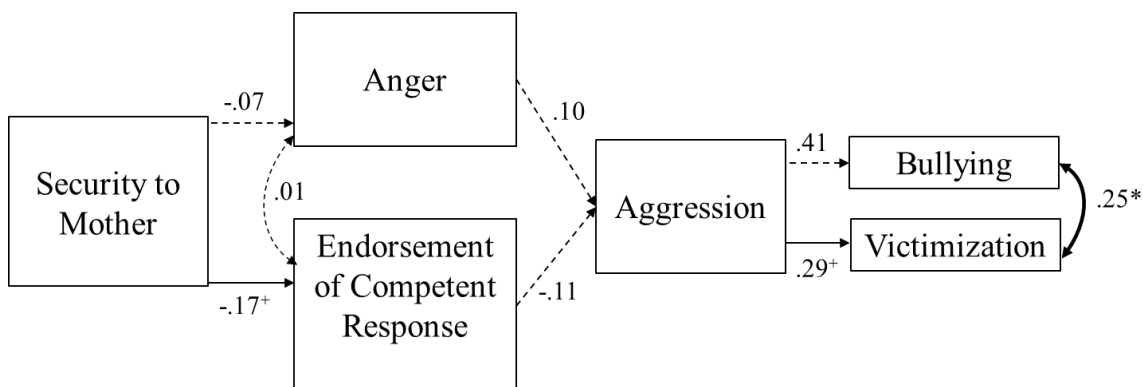 Security to
Mother
-.07
-.17⁺
Anger
.01
Endorsement
of Competent
Response
.10
-.11
Aggression
.41
.29⁺
Bullying
Victimization
.25*